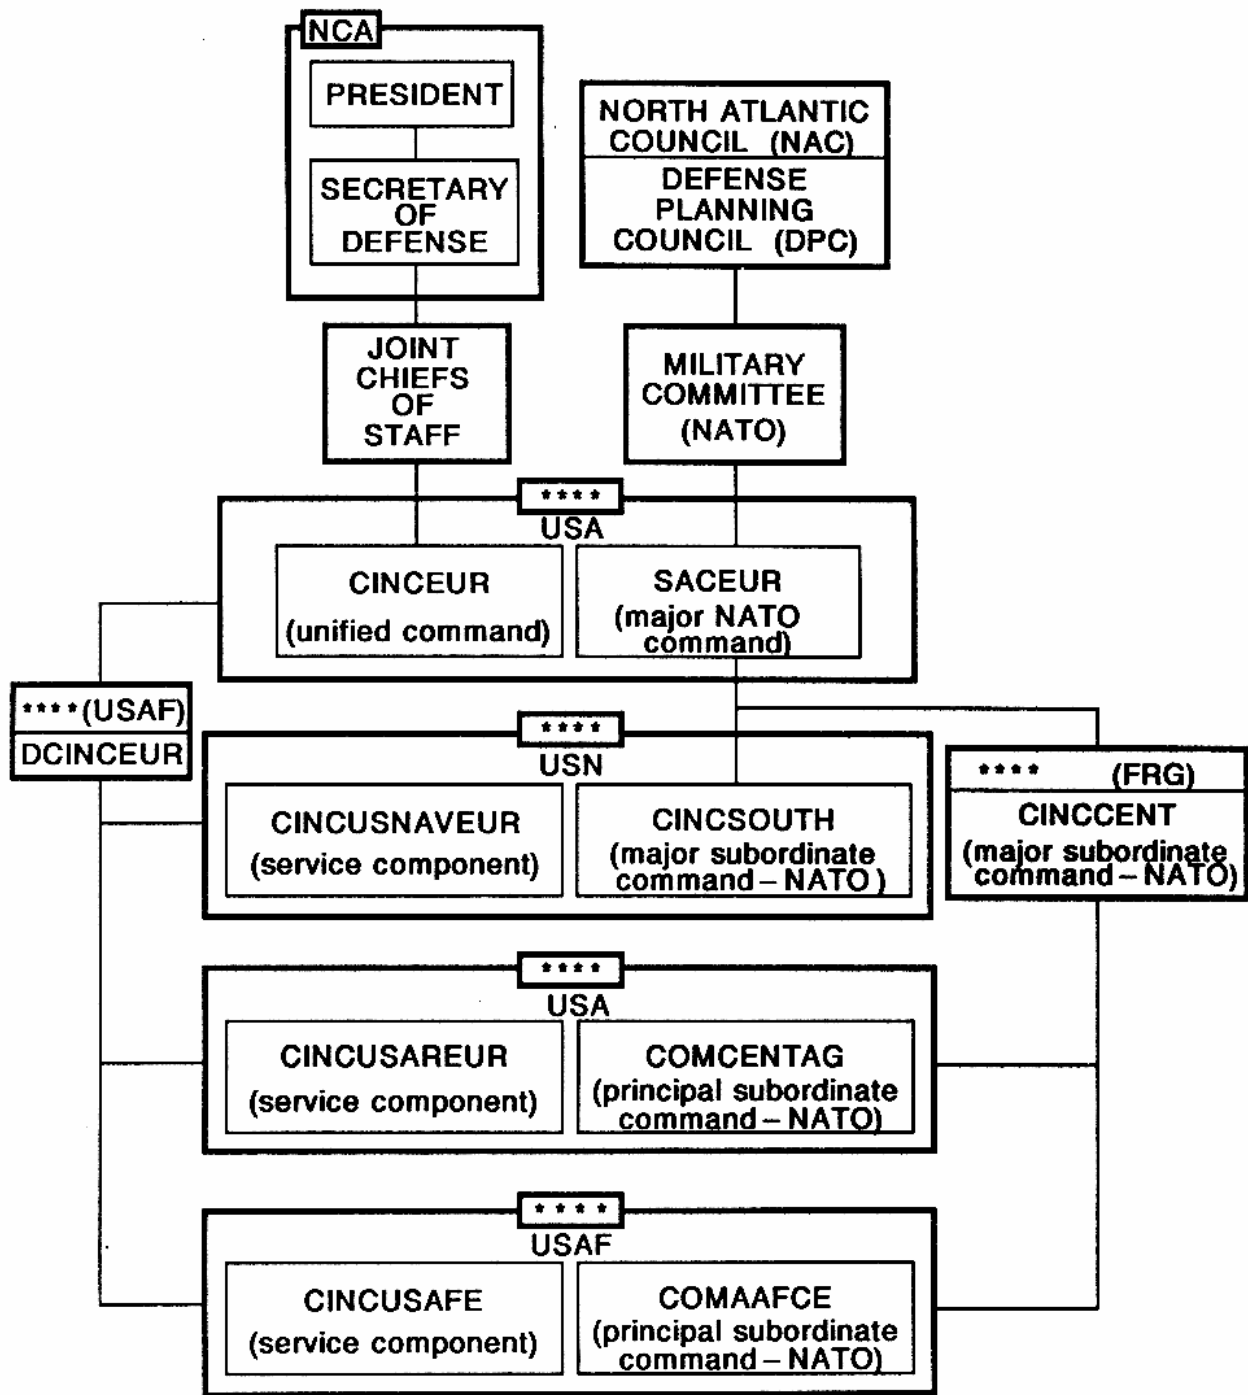 NCA
PRESIDENT
SECRETARY
OF
DEFENSE
NORTH ATLANTIC
COUNCIL (NAC)
DEFENSE
PLANNING
COUNCIL (DPC)
JOINT
CHIEFS
OF
STAFF
MILITARY
COMMITTEE
(NATO)
****
USA
CINCEUR
(unified command)
SACEUR
(major NATO
command)
****(USAF)
DCINCEUR
****
USN
CINCUSNAVEUR
(service component)
CINCSOUTH
(major subordinate
command – NATO )
**** (FRG)
CINCCENT
(major subordinate
command – NATO)
****
USA
CINCUSAREUR
(service component)
COMCENTAG
(principal subordinate
command – NATO)
****
USAF
CINCUSAFE
(service component)
COMAAFCE
(principal subordinate
command – NATO)